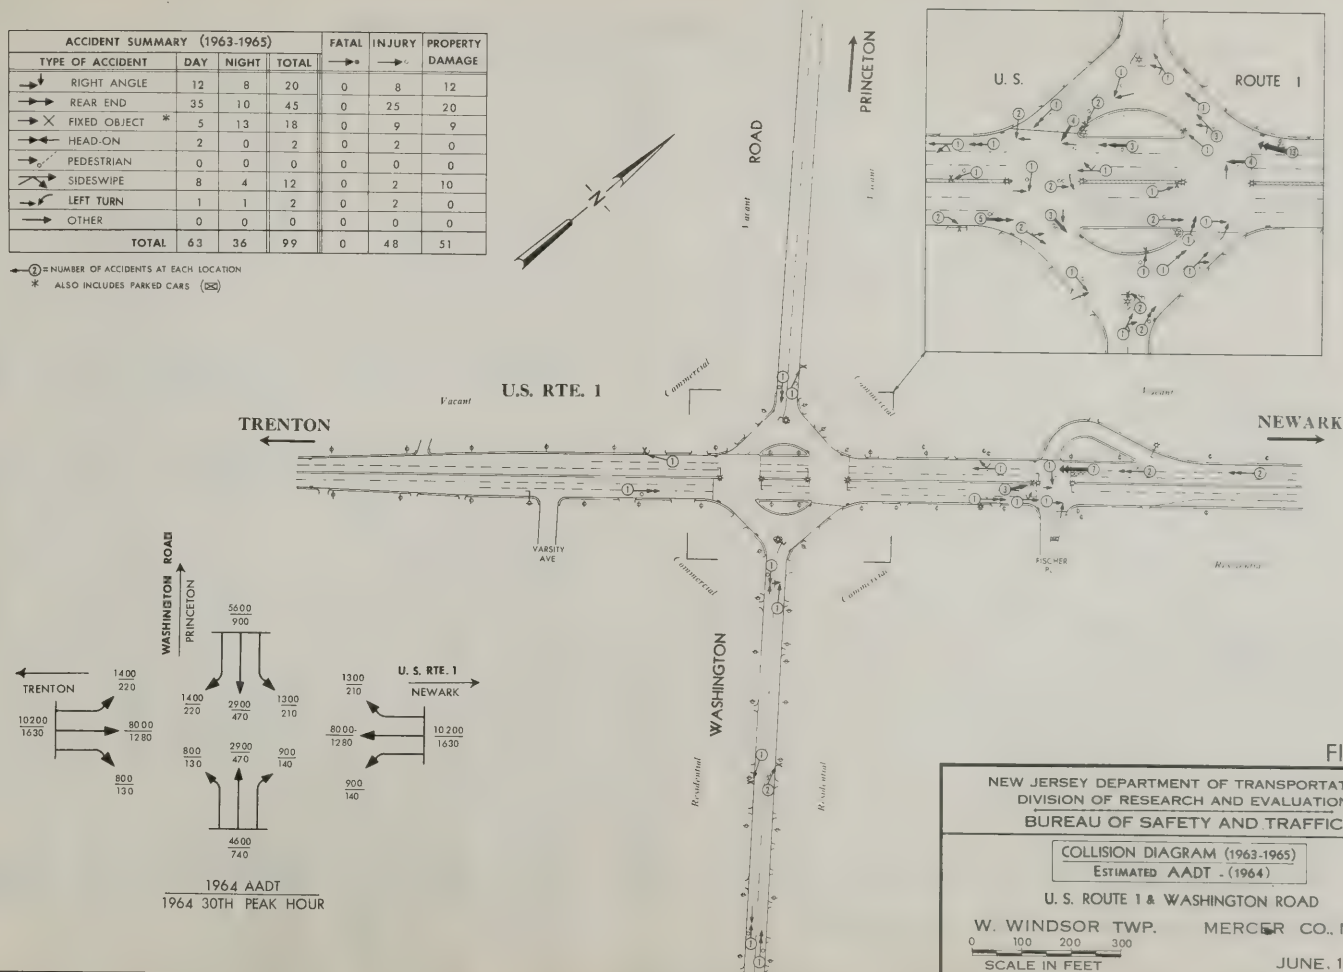 ACCIDENT SUMMARY (1963-1965) FATAL INJURY PROPERTY DAMAGE
TYPE OF ACCIDENT DAY NIGHT TOTAL
RIGHT ANGLE 12 8 20 0 8 12
REAR END 35 10 45 0 25 20
FIXED OBJECT * 5 13 18 0 9 9
HEAD-ON 2 0 2 0 2 0
PEDESTRIAN 0 0 0 0 0 0
SIDESWIPE 8 4 12 0 2 10
LEFT TURN 1 1 2 0 2 0
OTHER 0 0 0 0 0 0
TOTAL 63 36 99 0 48 51
2 = NUMBER OF ACCIDENTS AT EACH LOCATION
* ALSO INCLUDES PARKED CARS
N
PRINCETON
ROAD
Vacant
Vacant
U. S. ROUTE 1
U.S. RTE. 1
Vacant
Commercial
Commercial
Vacant
TRENTON
NEWARK
VARSITY
AVE
FISCHER
P.
Commercial
Commercial
Residential
WASHINGTON
Residential
Residential
WASHINGTON ROAD
PRINCETON
5600
900
TRENTON
U. S. RTE. 1
NEWARK
1400
220
1300
210
1400
220
2900
470
1300
210
10200
1630
8000
1280
8000
1280
10200
1630
800
130
2900
470
900
140
800
130
900
140
4600
740
1964 AADT
1964 30TH PEAK HOUR
FI
NEW JERSEY DEPARTMENT OF TRANSPORTAT
DIVISION OF RESEARCH AND EVALUATION
BUREAU OF SAFETY AND TRAFFIC
COLLISION DIAGRAM (1963-1965)
ESTIMATED AADT - (1964)
U. S. ROUTE 1 & WASHINGTON ROAD
W. WINDSOR TWP. MERCER CO.,
0 100 200 300
SCALE IN FEET
JUNE, 1